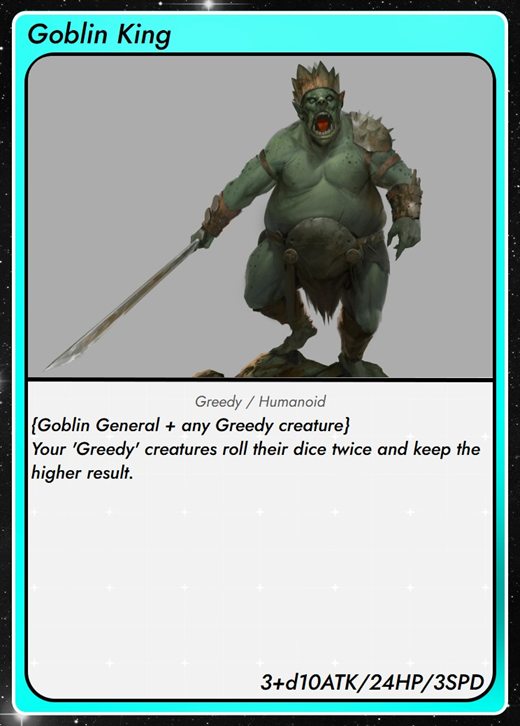 Goblin King
Greedy / Humanoid
{Goblin General + any Greedy creature}
Your 'Greedy' creatures roll their dice twice and keep the
higher result.
3+d10ATK/24HP/3SPD